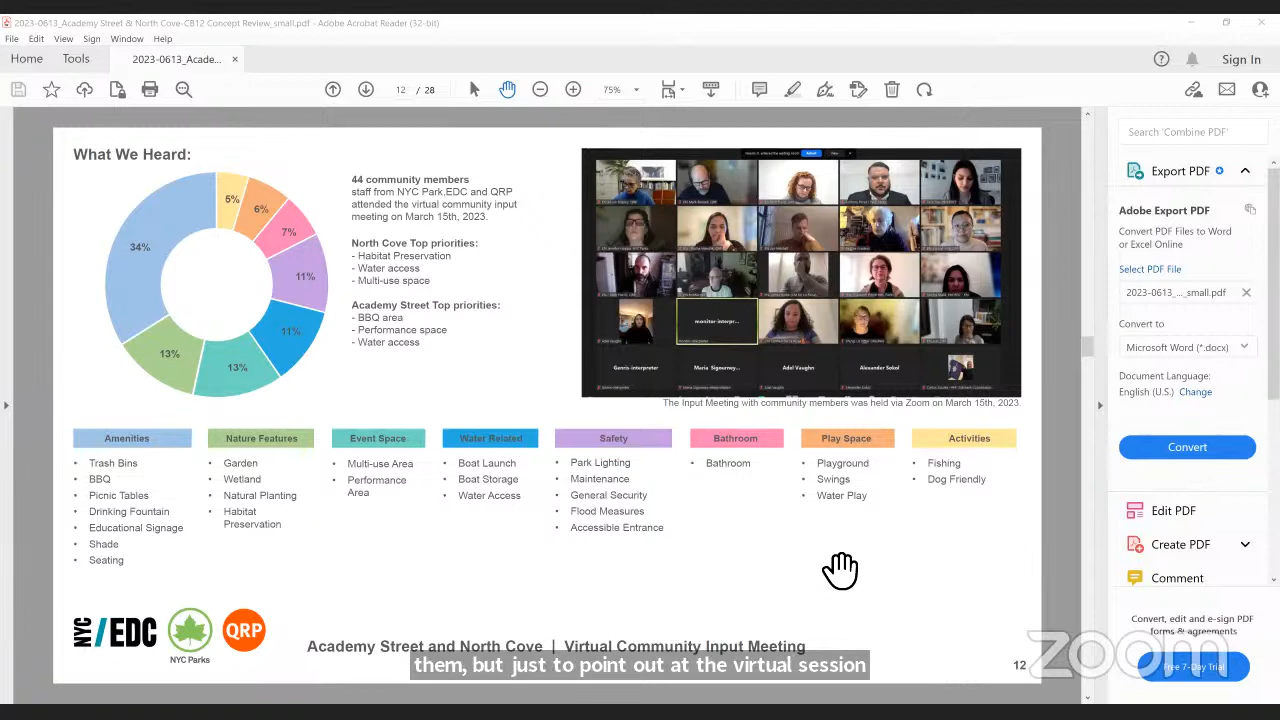 2023-0613_Academy Street & North Cove-CB12 Concept Review_small.pdf - Adobe Acrobat Reader (32-bit)
File Edit View Sign Window Help
Home Tools 2023-0613_Acade... × Sign In
12 / 28 75%
What We Heard:
34%
5%
6%
7%
11%
11%
13%
13%
44 community members
staff from NYC Park,EDC and QRP
attended the virtual community input
meeting on March 15th, 2023.
North Cove Top priorities:
- Habitat Preservation
- Water access
- Multi-use space
Academy Street Top priorities:
- BBQ area
- Performance space
- Water access
monitor-interpr...
Genris-interpreter
Maria Sigourney...
Adel Vaughn
Alexander Sokol
The Input Meeting with community members was held via Zoom on March 15th, 2023.
Amenities
• Trash Bins
• BBQ
• Picnic Tables
• Drinking Fountain
• Educational Signage
• Shade
• Seating
Nature Features
• Garden
• Wetland
• Natural Planting
• Habitat
Preservation
Event Space
• Multi-use Area
• Performance
Area
Water Related
• Boat Launch
• Boat Storage
• Water Access
Safety
• Park Lighting
• Maintenance
• General Security
• Flood Measures
• Accessible Entrance
Bathroom
• Bathroom
Play Space
• Playground
• Swings
• Water Play
Activities
• Fishing
• Dog Friendly
NYC/EDC
NYC Parks
QRP
Academy Street and North Cove | Virtual Community Input Meeting
12
them, but just to point out at the virtual session
Search 'Combine PDF'
Export PDF
Adobe Export PDF
Convert PDF Files to Word
or Excel Online
Select PDF File
2023-0613_..._small.pdf ×
Convert to
Microsoft Word (*.docx)
Document Language:
English (U.S.) Change
Convert
Edit PDF
Create PDF
Comment
Convert, edit and e-sign PDF
forms & agreements
Free 7-Day Trial
zoom